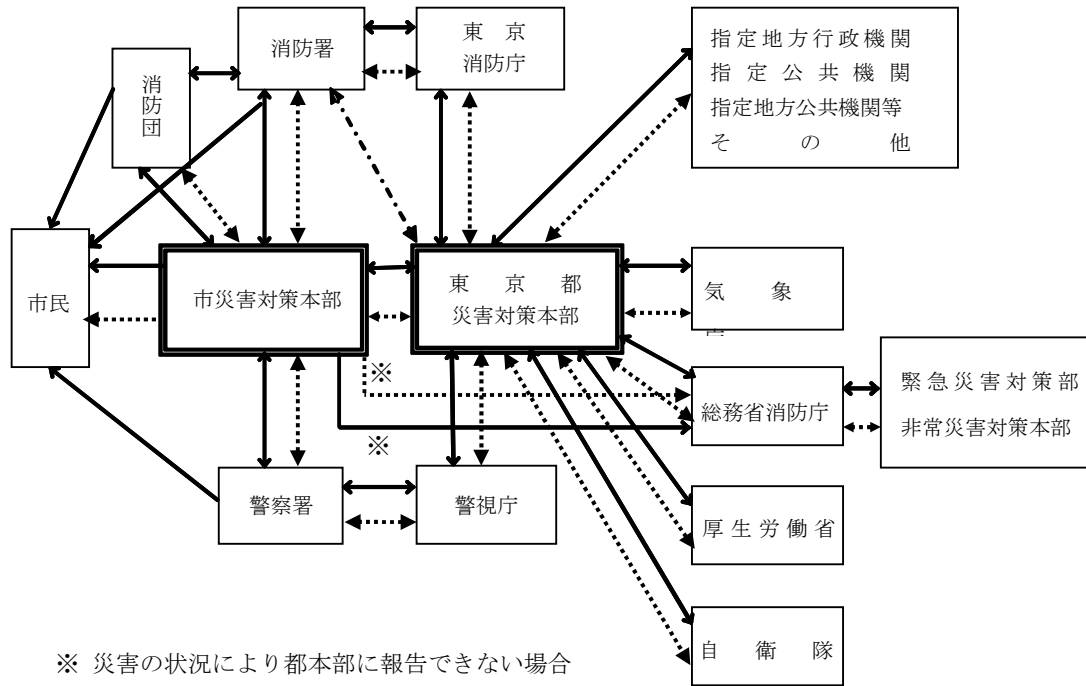 消防署
東京
消防庁
指定地方行政機関
指定公共機関
指定地方公共機関等
その他
消防団
市民
市災害対策本部
東京都
災害対策本部
気象
※
※
総務省消防庁
緊急災害対策部
非常災害対策本部
警察署
警視庁
厚生労働省
自衛隊
※ 災害の状況により都本部に報告できない場合